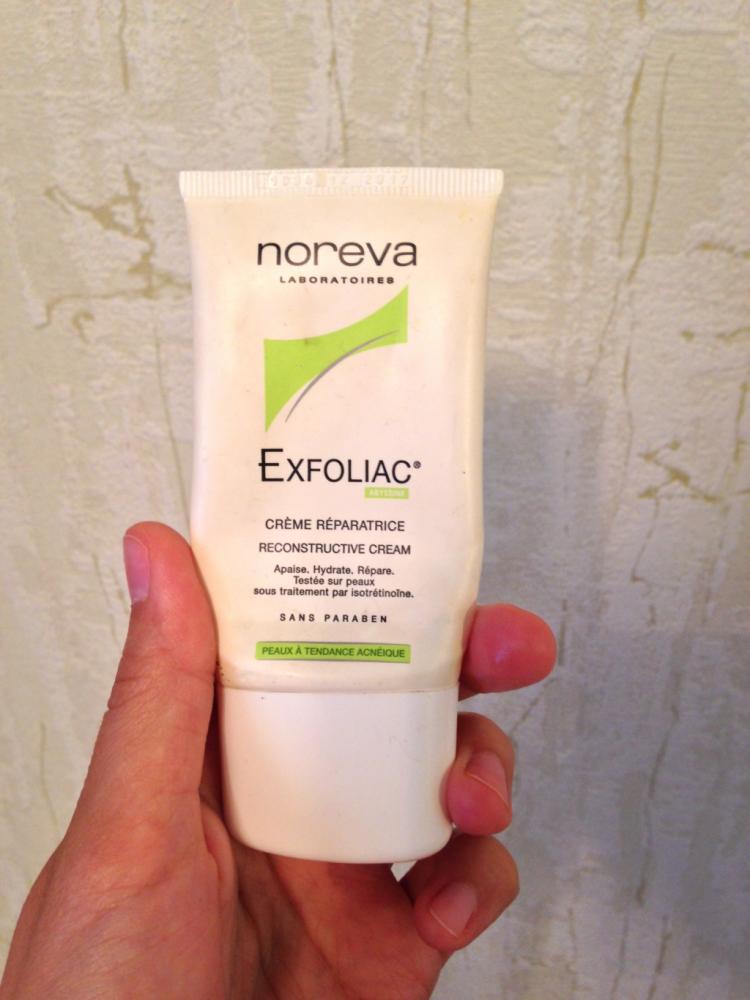 noreva
LABORATOIRES
EXFOLIAC®
CRÈME RÉPARATRICE
RECONSTRUCTIVE CREAM
Apaise. Hydrate. Répare.
Testée sur peaux
sous traitement par isotrétinoïne.
SANS PARABEN
PEAUX À TENDANCE ACNÉIQUE